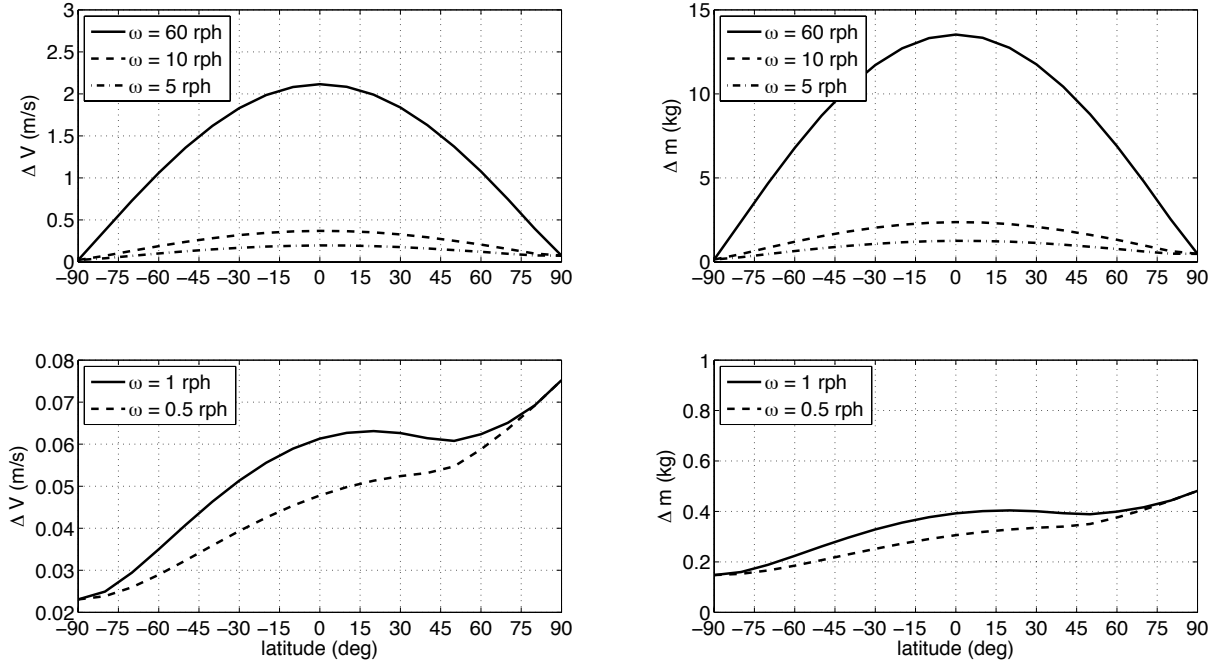 3
2.5
2
1.5
1
0.5
0
Δ V (m/s)
ω = 60 rph
ω = 10 rph
ω = 5 rph
−90 −75 −60 −45 −30 −15 0 15 30 45 60 75 90
15
10
5
0
Δ m (kg)
ω = 60 rph
ω = 10 rph
ω = 5 rph
−90 −75 −60 −45 −30 −15 0 15 30 45 60 75 90
0.08
0.07
0.06
0.05
0.04
0.03
0.02
Δ V (m/s)
ω = 1 rph
ω = 0.5 rph
−90 −75 −60 −45 −30 −15 0 15 30 45 60 75 90
latitude (deg)
1
0.8
0.6
0.4
0.2
0
Δ m (kg)
ω = 1 rph
ω = 0.5 rph
−90 −75 −60 −45 −30 −15 0 15 30 45 60 75 90
latitude (deg)